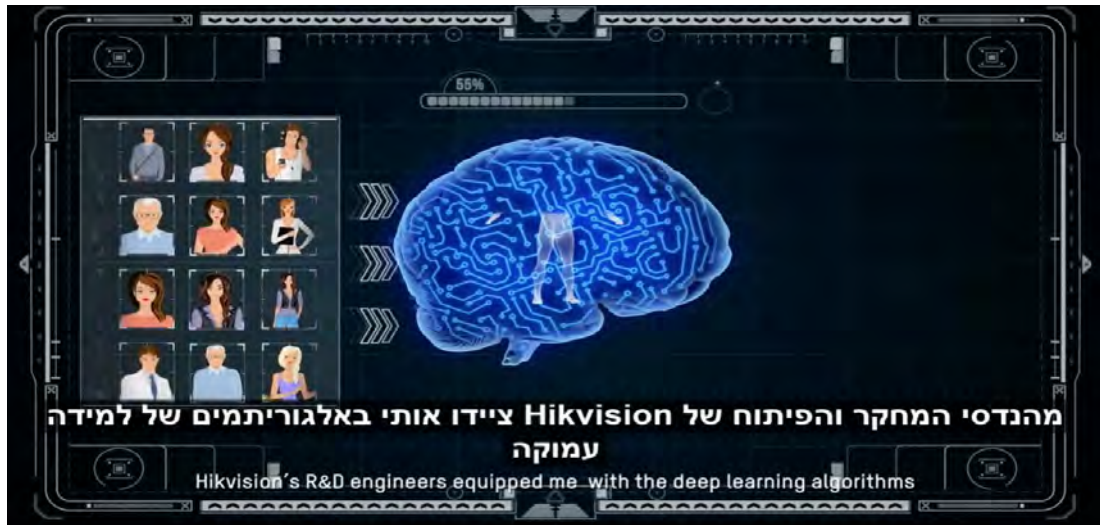 55%
מהנדסי המחקר והפיתוח של Hikvision ציידו אותי באלגוריתמים של למידה
עמוקה
Hikvision's R&D engineers equipped me with the deep learning algorithms